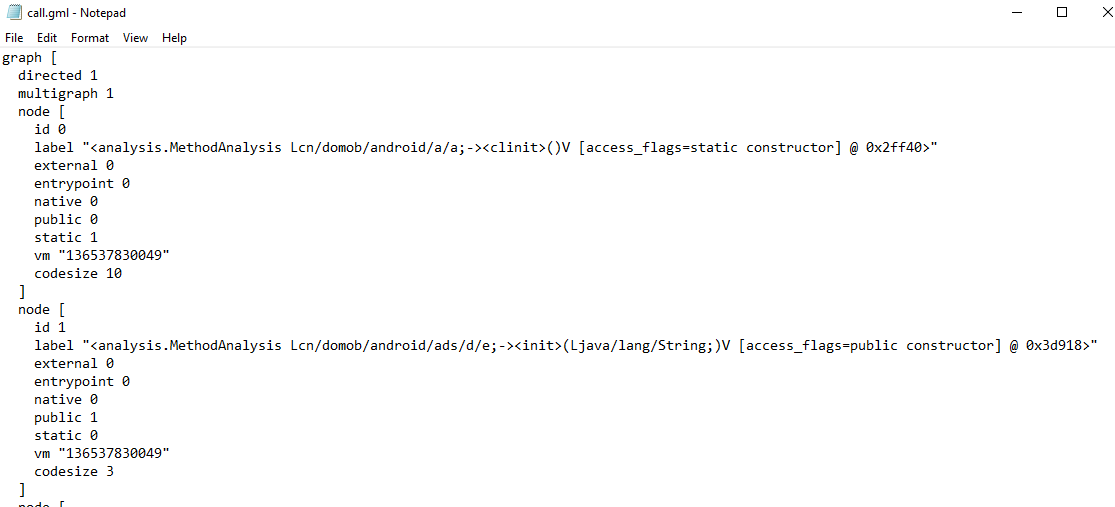 call.gml - Notepad
File Edit Format View Help
graph [
  directed 1
  multigraph 1
  node [
    id 0
    label "<analysis.MethodAnalysis Lcn/domob/android/a/a;-><clinit>()V [access_flags=static constructor] @ 0x2ff40>"
    external 0
    entrypoint 0
    native 0
    public 0
    static 1
    vm "136537830049"
    codesize 10
  ]
  node [
    id 1
    label "<analysis.MethodAnalysis Lcn/domob/android/ads/d/e;-><init>(Ljava/lang/String;)V [access_flags=public constructor] @ 0x3d918>"
    external 0
    entrypoint 0
    native 0
    public 1
    static 0
    vm "136537830049"
    codesize 3
  ]
  node [